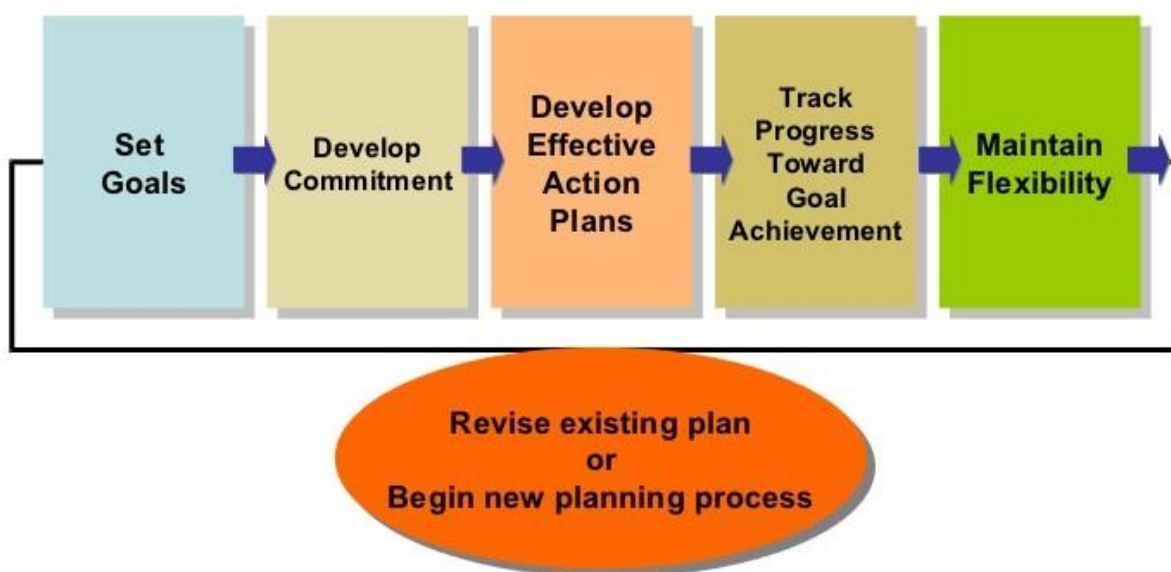 Set
Goals
Develop
Commitment
Develop
Effective
Action
Plans
Track
Progress
Toward
Goal
Achievement
Maintain
Flexibility
Revise existing plan
or
Begin new planning process